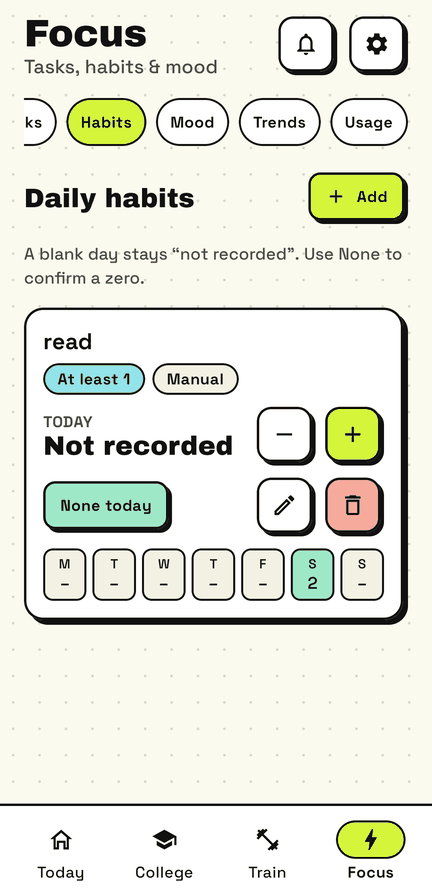 Focus
Tasks, habits & mood
ks
Habits
Mood
Trends
Usage
Daily habits
+ Add
A blank day stays “not recorded”. Use None to
confirm a zero.
read
At least 1
Manual
TODAY
Not recorded
None today
M T W T F S S
– – – – – 2 –
Today
College
Train
Focus